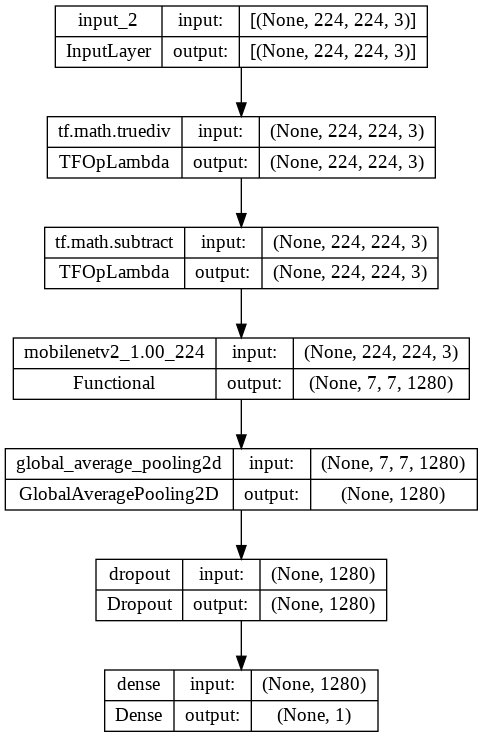 input_2 input: [(None, 224, 224, 3)]
InputLayer output: [(None, 224, 224, 3)]
tf.math.truediv input: (None, 224, 224, 3)
TFOpLambda output: (None, 224, 224, 3)
tf.math.subtract input: (None, 224, 224, 3)
TFOpLambda output: (None, 224, 224, 3)
mobilenetv2_1.00_224 input: (None, 224, 224, 3)
Functional output: (None, 7, 7, 1280)
global_average_pooling2d input: (None, 7, 7, 1280)
GlobalAveragePooling2D output: (None, 1280)
dropout input: (None, 1280)
Dropout output: (None, 1280)
dense input: (None, 1280)
Dense output: (None, 1)